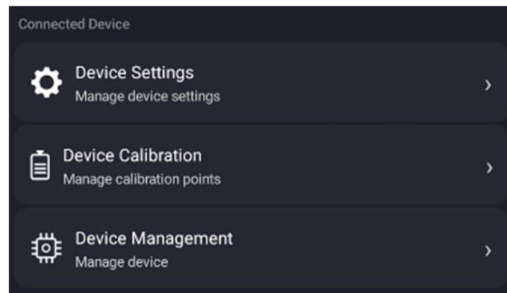 Connected Device
Device Settings
Manage device settings
Device Calibration
Manage calibration points
Device Management
Manage device